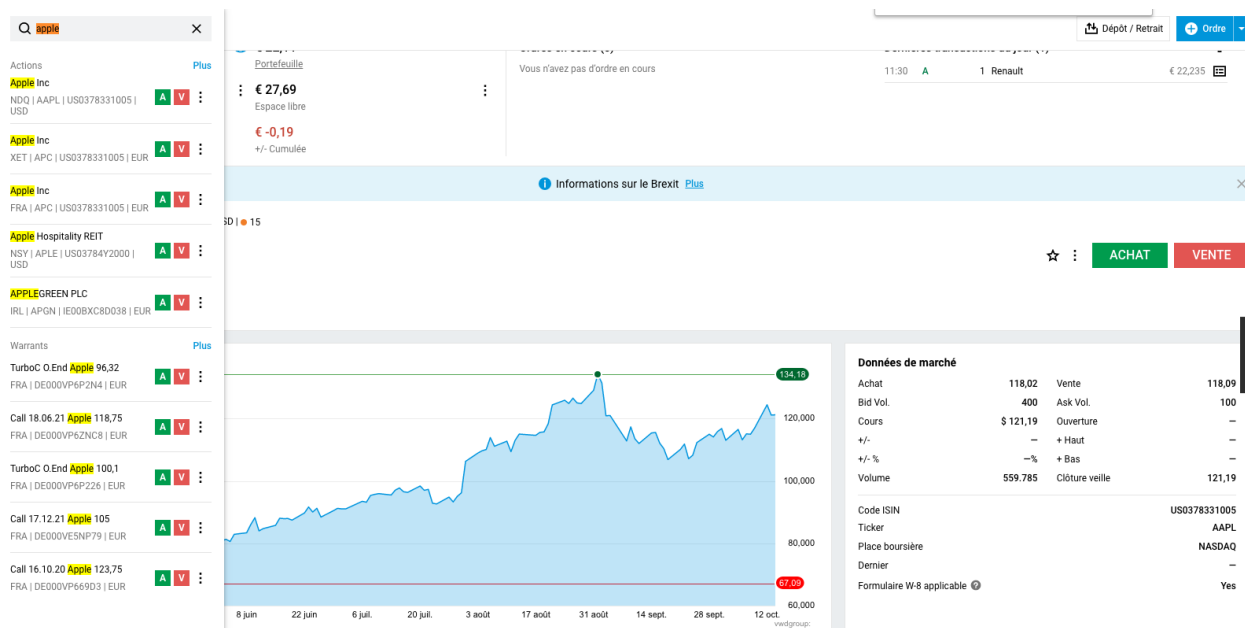 apple
Dépôt / Retrait
Ordre
Actions
Plus
Apple Inc
NDQ | AAPL | US0378331005 |
USD
A V
Apple Inc
XET | APC | US0378331005 | EUR
A V
Apple Inc
FRA | APC | US0378331005 | EUR
A V
Apple Hospitality REIT
NSY | APLE | US03784Y2000 |
USD
A V
APPLEGREEN PLC
IRL | APGN | IE00BXC8D038 | EUR
A V
Warrants
Plus
TurboC O.End Apple 96,32
FRA | DE000VP6P2N4 | EUR
A V
Call 18.06.21 Apple 118,75
FRA | DE000VP6ZNC8 | EUR
A V
TurboC O.End Apple 100,1
FRA | DE000VP6P226 | EUR
A V
Call 17.12.21 Apple 105
FRA | DE000VE5NP79 | EUR
A V
Call 16.10.20 Apple 123,75
FRA | DE000VP669D3 | EUR
A V
Portefeuille
€ 27,69
Espace libre
€ -0,19
+/- Cumulée
Vous n'avez pas d'ordre en cours
11:30 A 1 Renault € 22,235
Informations sur le Brexit Plus
SD | 15
ACHAT
VENTE
134,18
120,000
100,000
80,000
67,09
60,000
8 juin 22 juin 6 juil. 20 juil. 3 août 17 août 31 août 14 sept. 28 sept. 12 oct.
vwdgroup:
Données de marché
Achat 118,02 Vente 118,09
Bid Vol. 400 Ask Vol. 100
Cours $ 121,19 Ouverture –
+/- – + Haut –
+/- % –% + Bas –
Volume 559.785 Clôture veille 121,19
Code ISIN US0378331005
Ticker AAPL
Place boursière NASDAQ
Dernier –
Formulaire W-8 applicable ? Yes